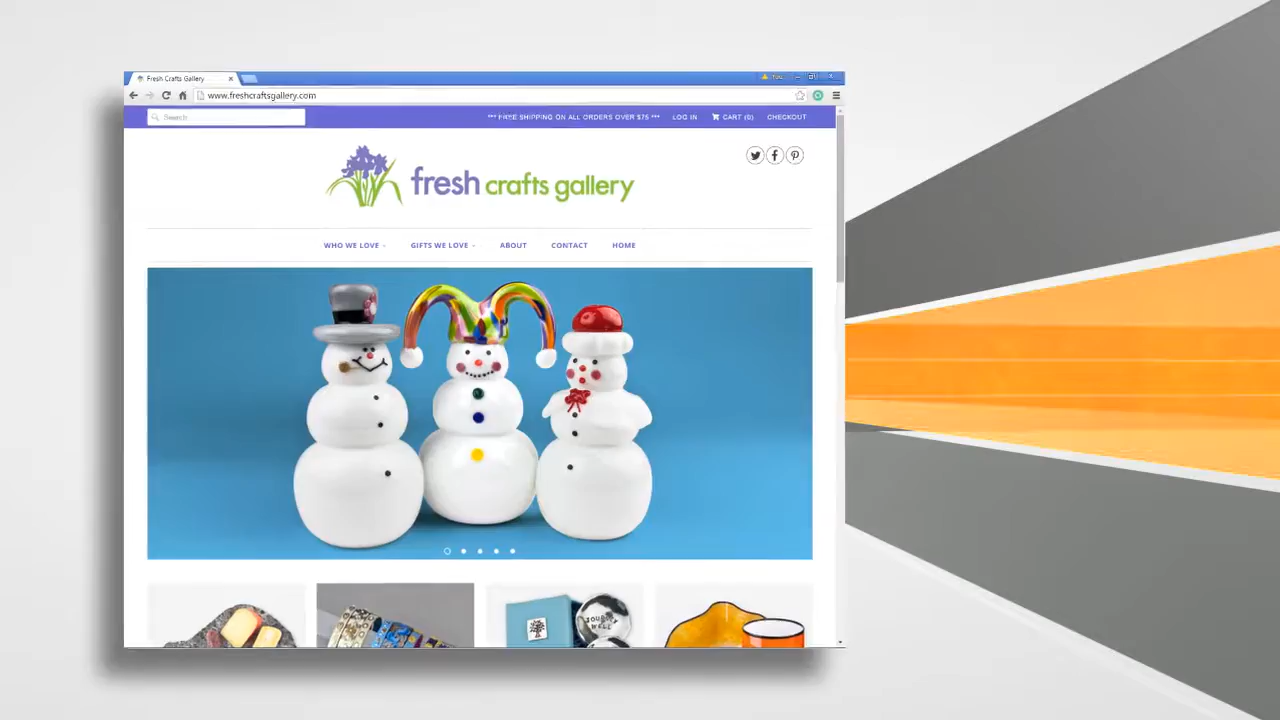 Fresh Crafts Gallery
www.freshcraftsgallery.com
Search
*** FREE SHIPPING ON ALL ORDERS OVER $75 *** LOG IN CART (0) CHECKOUT
fresh crafts gallery
WHO WE LOVE GIFTS WE LOVE ABOUT CONTACT HOME